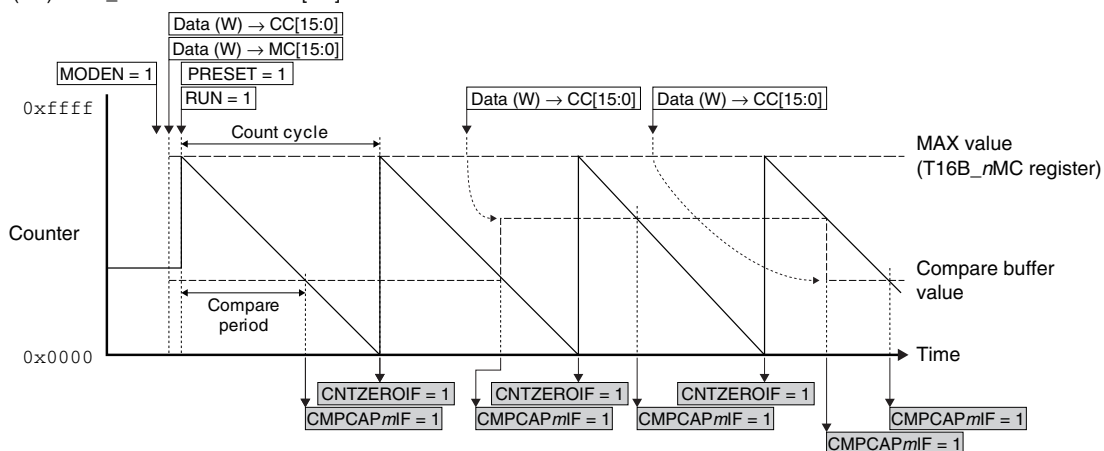 Data (W) → CC[15:0]
Data (W) → MC[15:0]
MODEN = 1
PRESET = 1
RUN = 1
Data (W) → CC[15:0]
Data (W) → CC[15:0]
0xffff
Count cycle
MAX value
(T16B_nMC register)
Counter
Compare
period
Compare buffer
value
0x0000
Time
CNTZEROIF = 1
CNTZEROIF = 1
CNTZEROIF = 1
CMPCAPmIF = 1
CMPCAPmIF = 1
CMPCAPmIF = 1
CMPCAPmIF = 1
CMPCAPmIF = 1